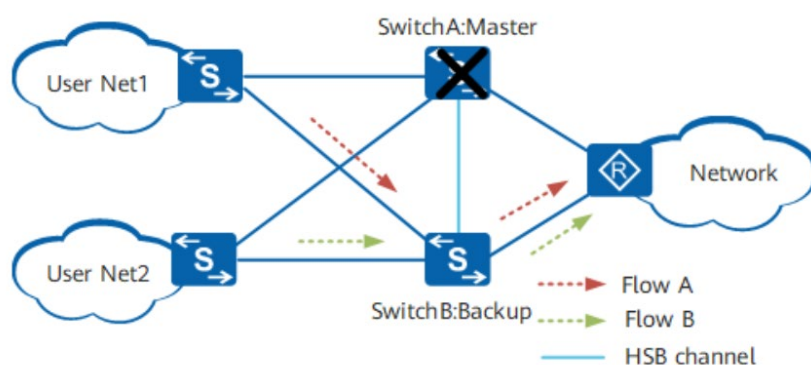 SwitchA:Master
User Net1
S
R
Network
User Net2
S
S
SwitchB:Backup
Flow A
Flow B
HSB channel